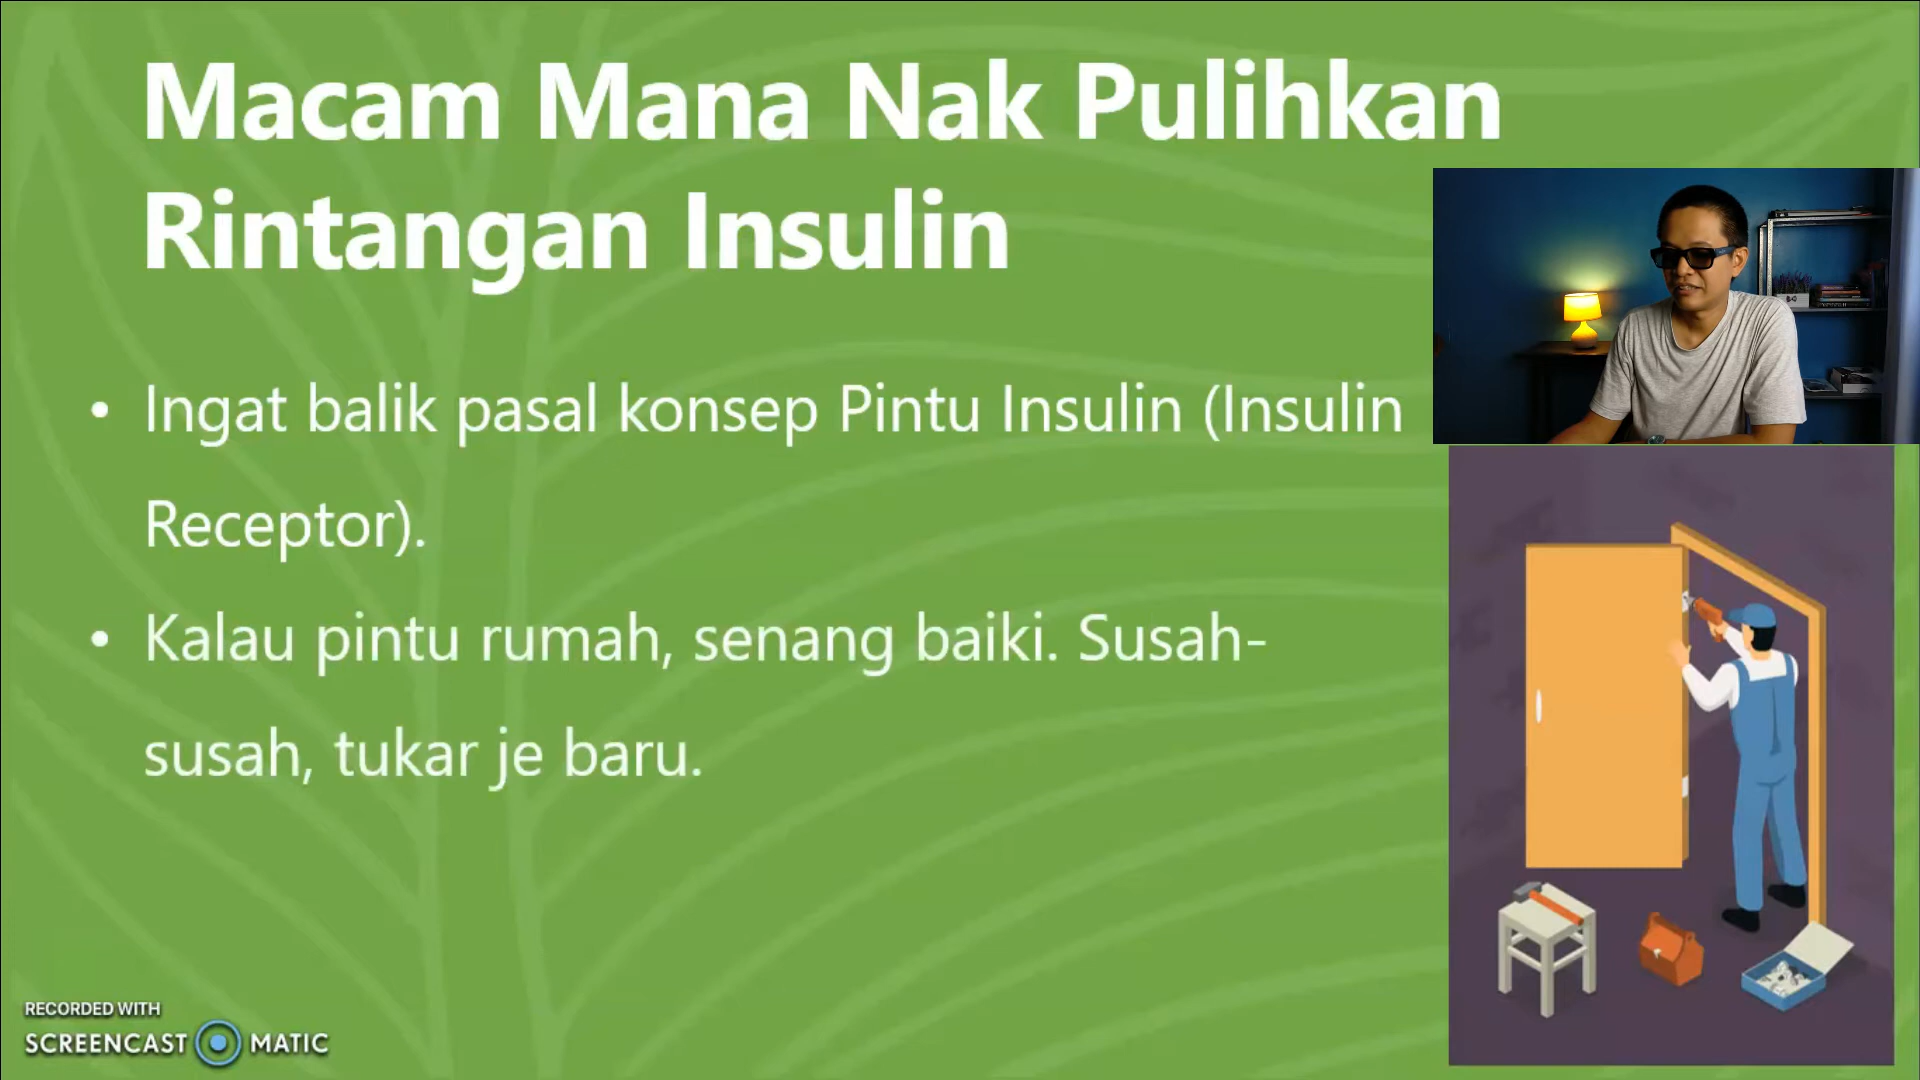 Macam Mana Nak Pulihkan
Rintangan Insulin
• Ingat balik pasal konsep Pintu Insulin (Insulin
Receptor).
• Kalau pintu rumah, senang baiki. Susah-
susah, tukar je baru.
RECORDED WITH
SCREENCAST MATIC